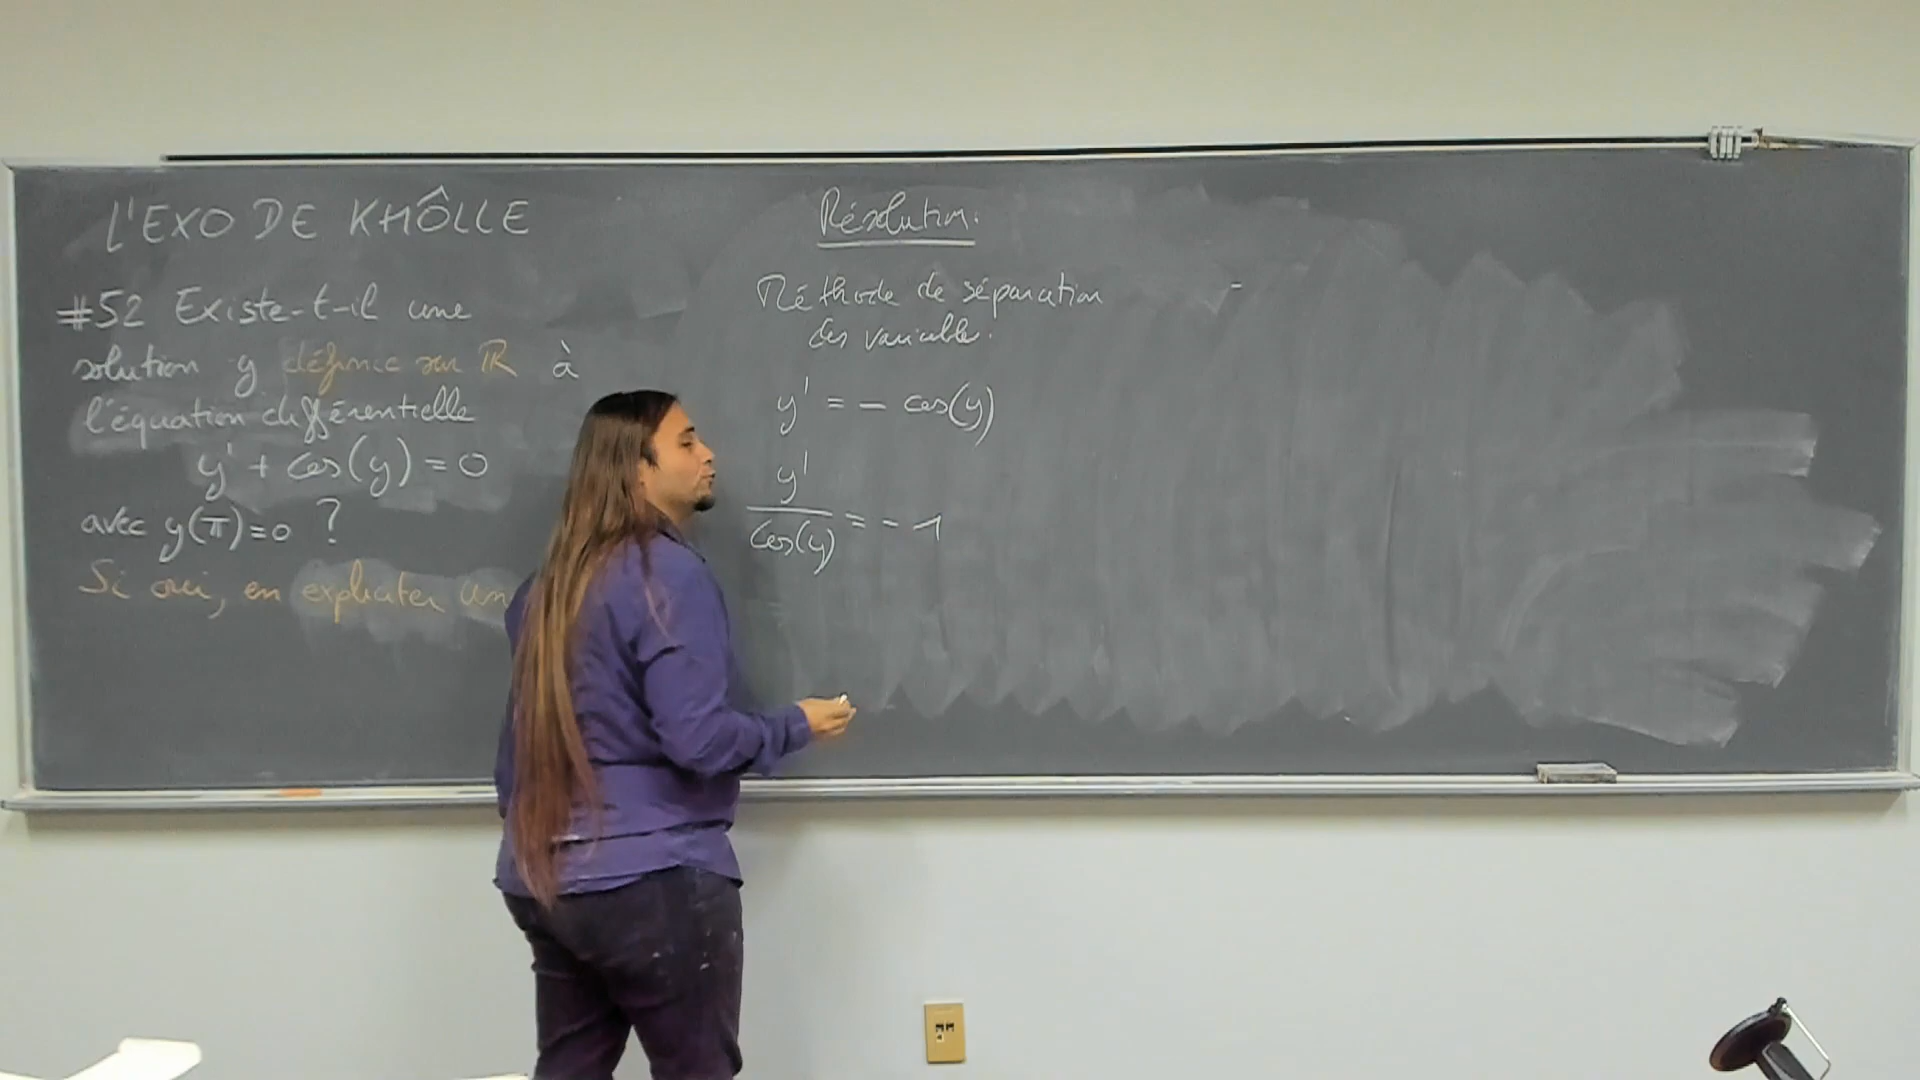 L'EXO DE KHÔLLE
#52 Existe-t-il une
solution y définie sur ℝ à
l'équation différentielle
y' + cos(y) = 0
avec y(π)=0 ?
Si oui, en expliciter un
Résolution:
Méthode de séparation
des variable.
y' = - cos(y)
y'/cos(y) = - 1